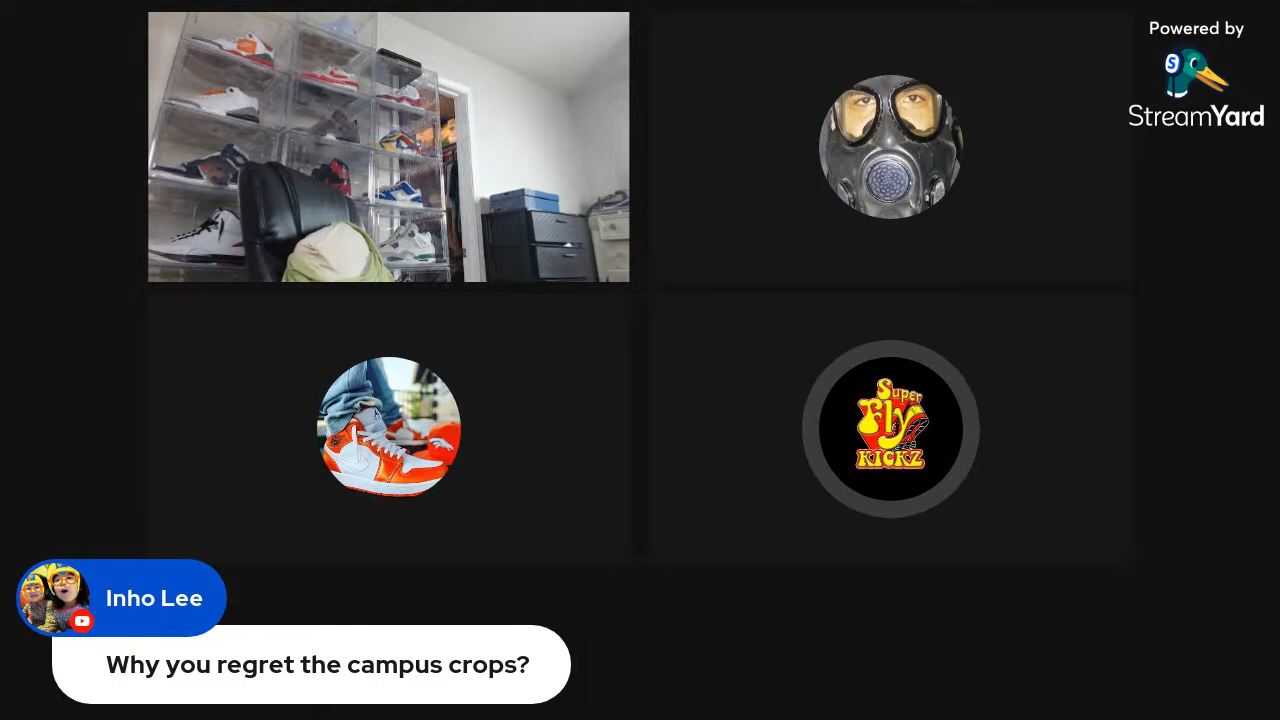 Powered by
StreamYard
Super
Fly
KICKZ
Inho Lee
Why you regret the campus crops?